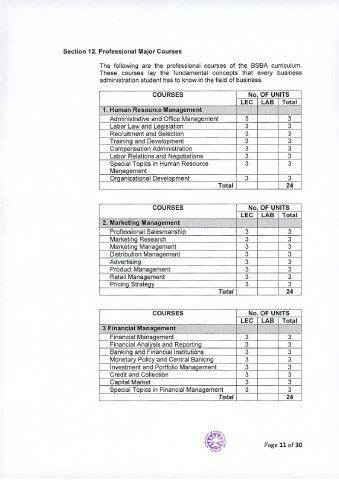 Section 12. Professional Major Courses
The following are the professional courses of the BSBA curriculum.
These courses lay the fundamental concepts that every business
administration student has to know in the field of business.
COURSES No. OF UNITS
LEC LAB Total
1. Human Resource Management
Administrative and Office Management 3 3
Labor Law and Legislation 3 3
Recruitment and Selection 3 3
Training and Development 3 3
Compensation Administration 3 3
Labor Relations and Negotiations 3 3
Special Topics in Human Resource 3 3
Management
Organizational Development 3 3
Total 24
COURSES No. OF UNITS
LEC LAB Total
2. Marketing Management
Professional Salesmanship 3 3
Marketing Research 3 3
Marketing Management 3 3
Distribution Management 3 3
Advertising 3 3
Product Management 3 3
Retail Management 3 3
Pricing Strategy 3 3
Total 24
COURSES No. OF UNITS
LEC LAB Total
3 Financial Management
Financial Management 3 3
Financial Analysis and Reporting 3 3
Banking and Financial Institutions 3 3
Monetary Policy and Central Banking 3 3
Investment and Portfolio Management 3 3
Credit and Collection 3 3
Capital Market 3 3
Special Topics in Financial Management 3 3
Total 24
Page 11 of 30